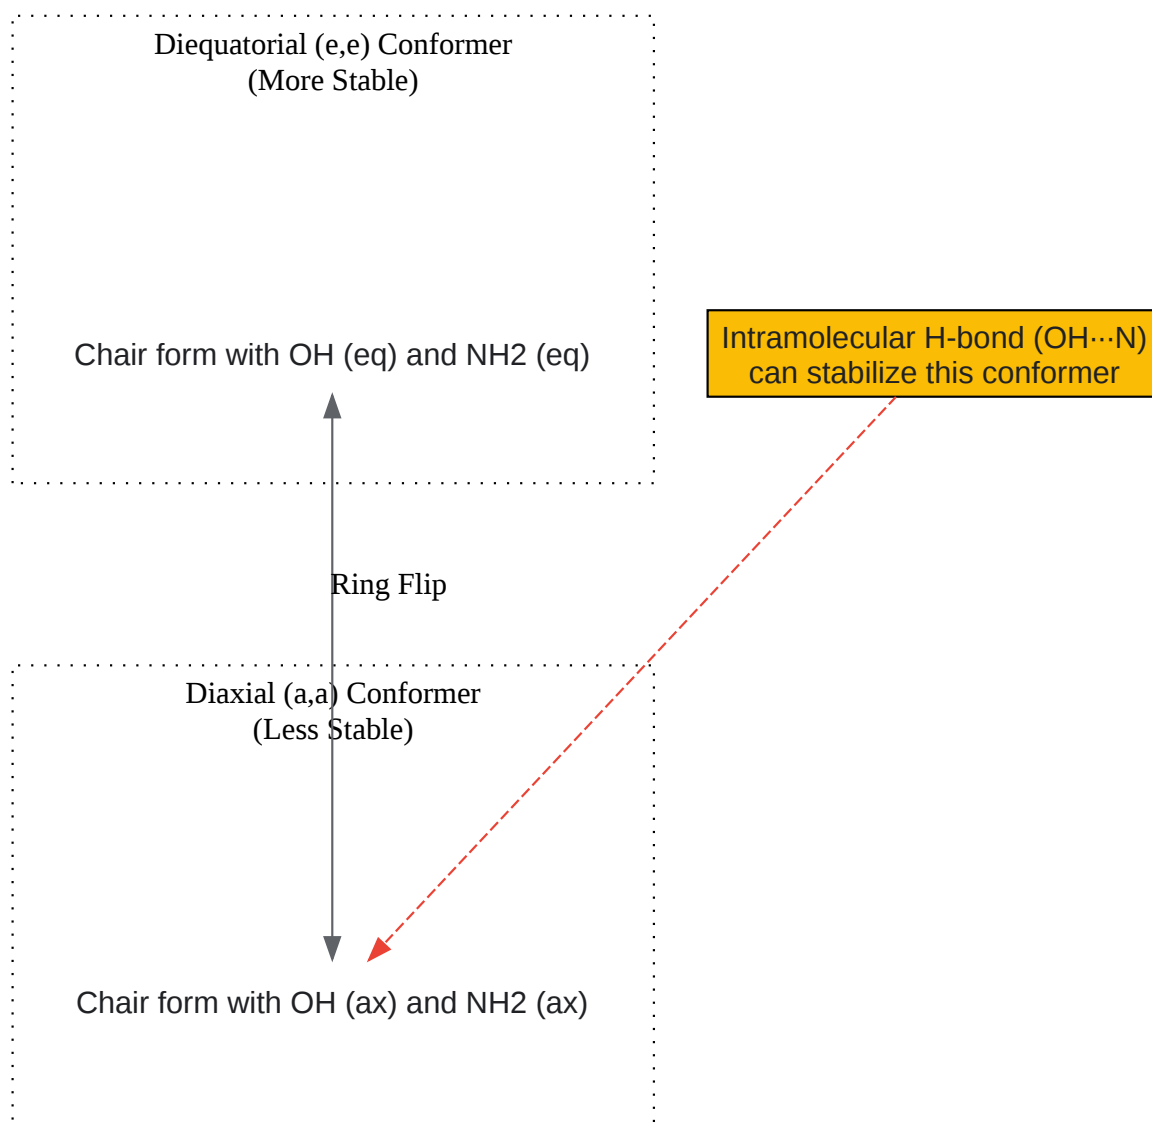 Diequatorial (e,e) Conformer
(More Stable)
Chair form with OH (eq) and NH2 (eq)
Intramolecular H-bond (OH···N)
can stabilize this conformer
Ring Flip
Diaxial (a,a) Conformer
(Less Stable)
Chair form with OH (ax) and NH2 (ax)